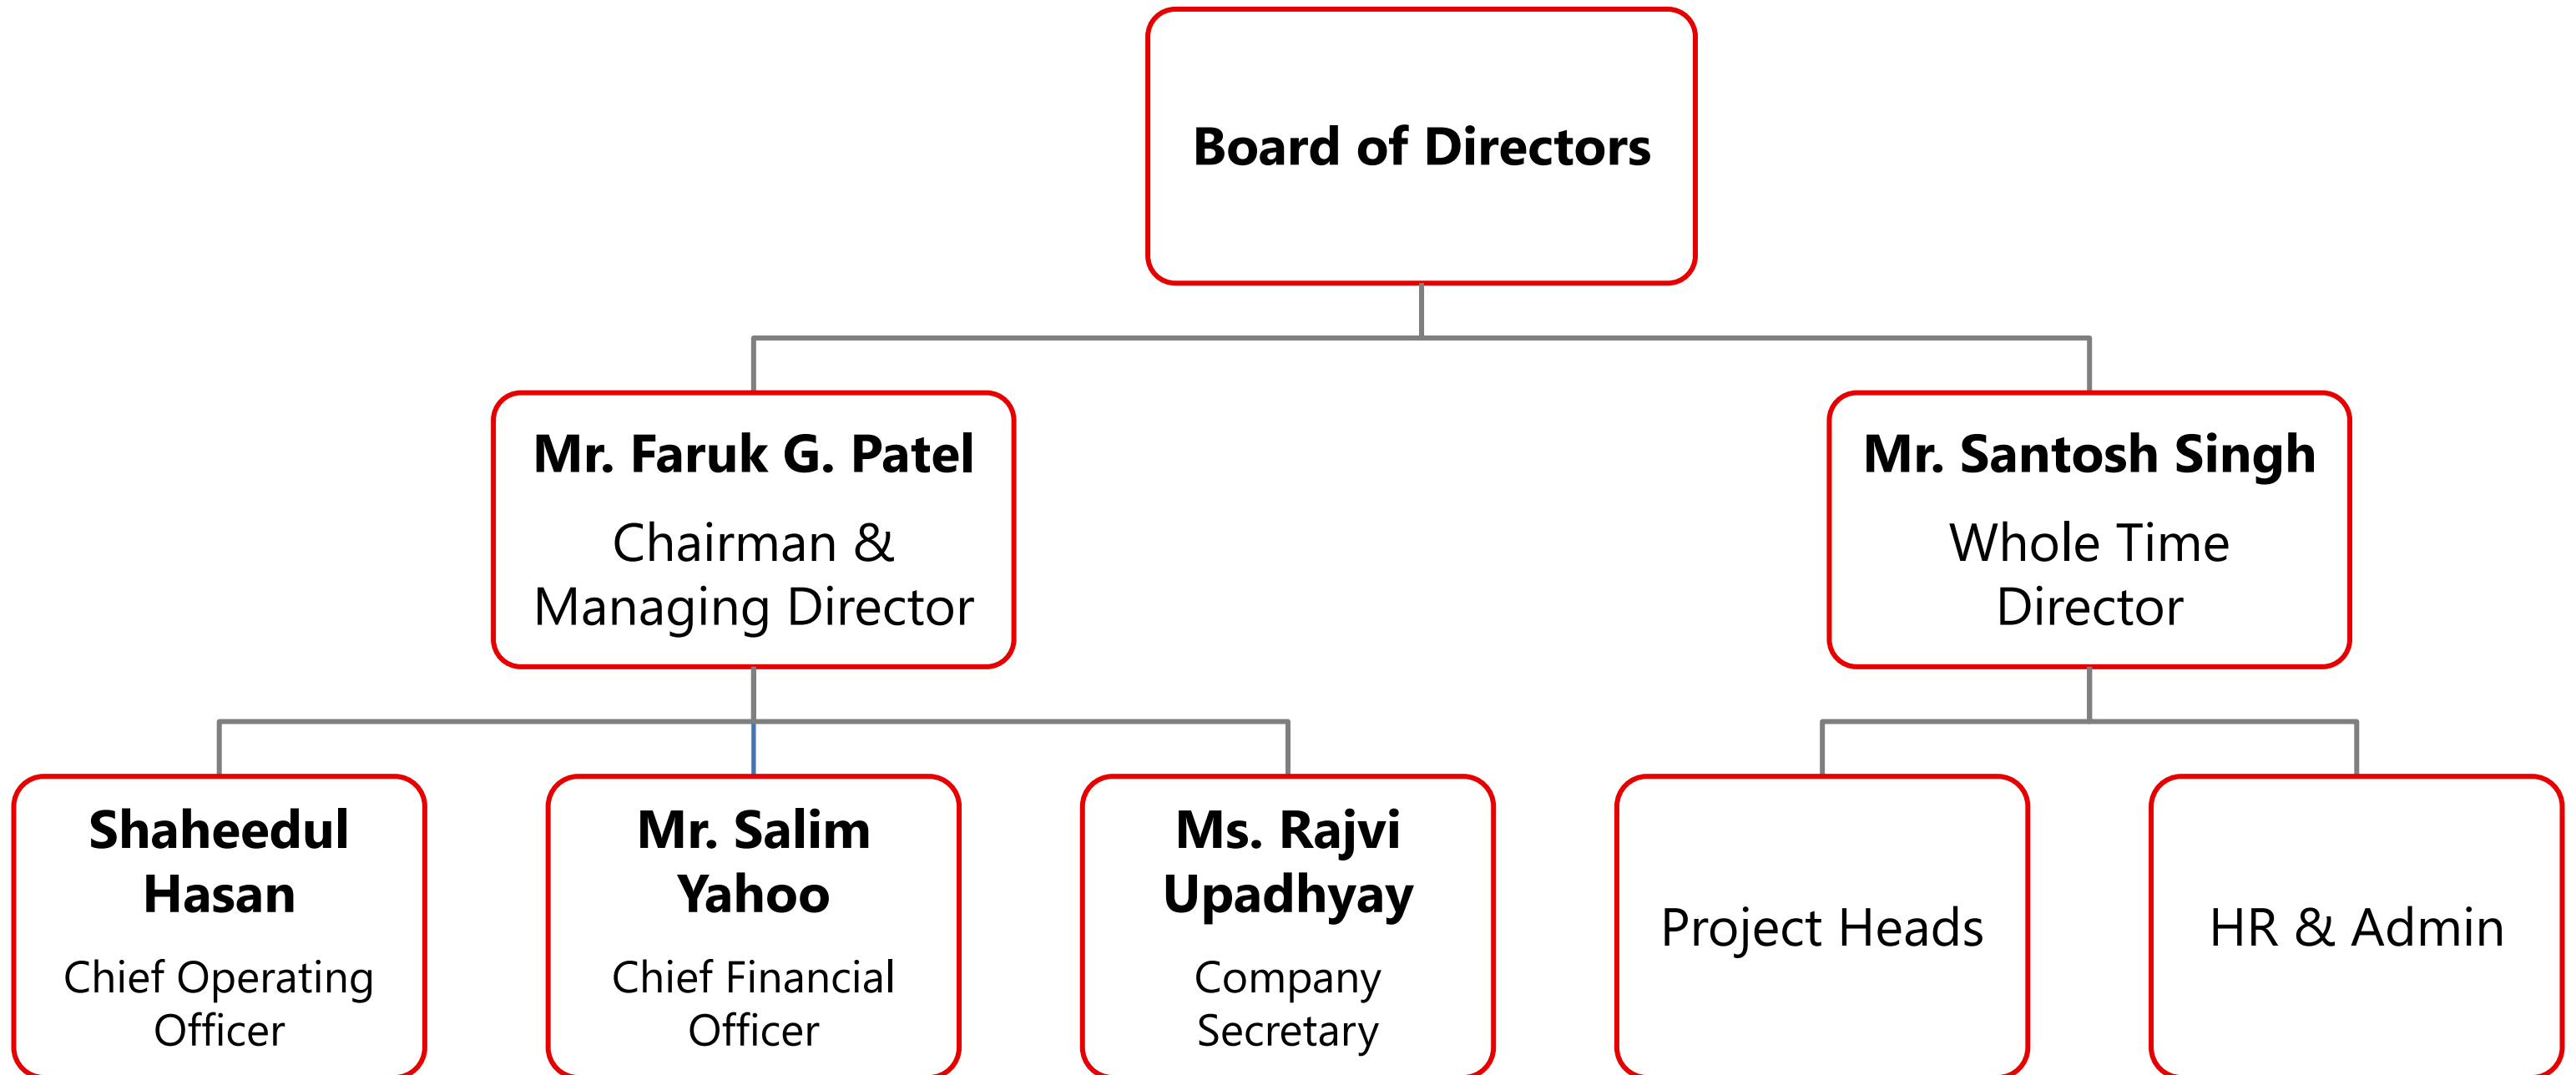 Board of Directors
Mr. Faruk G. Patel
Chairman &
Managing Director
Mr. Santosh Singh
Whole Time
Director
Shaheedul
Hasan
Chief Operating
Officer
Mr. Salim
Yahoo
Chief Financial
Officer
Ms. Rajvi
Upadhyay
Company
Secretary
Project Heads
HR & Admin